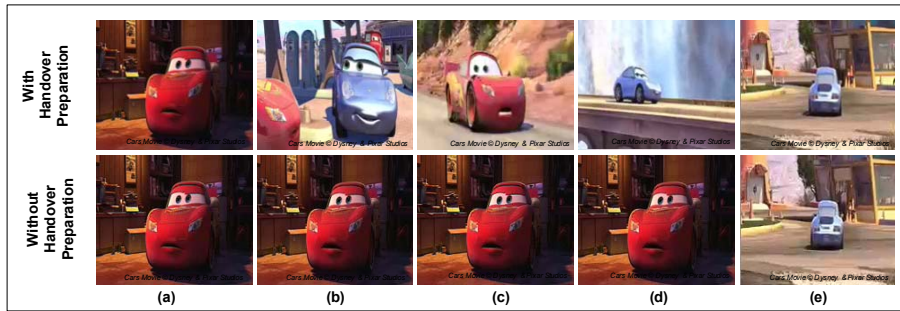 With
Handover
Preparation
Cars Movie © Dysney & Pixar Studios
Cars Movie © Dysney & Pixar Studios
Cars Movie © Dysney & Pixar Studios
Cars Movie © Dysney & Pixar Studios
Cars Movie © Dysney & Pixar Studios
Without
Handover
Preparation
Cars Movie © Dysney & Pixar Studios
Cars Movie © Dysney & Pixar Studios
Cars Movie © Dysney & Pixar Studios
Cars Movie © Dysney & Pixar Studios
Cars Movie © Dysney & Pixar Studios
(a) (b) (c) (d) (e)